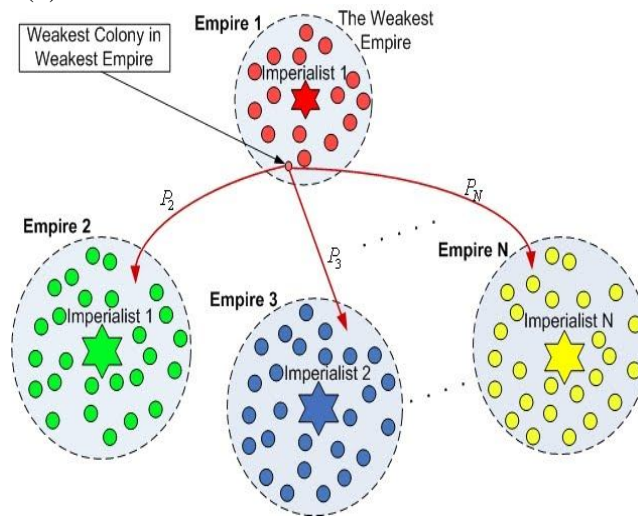 Empire 1
The Weakest
Empire
Weakest Colony in
Weakest Empire
Imperialist 1
P2
P3
PN
Empire 2
Imperialist 1
Empire 3
Imperialist 2
Empire N
Imperialist N